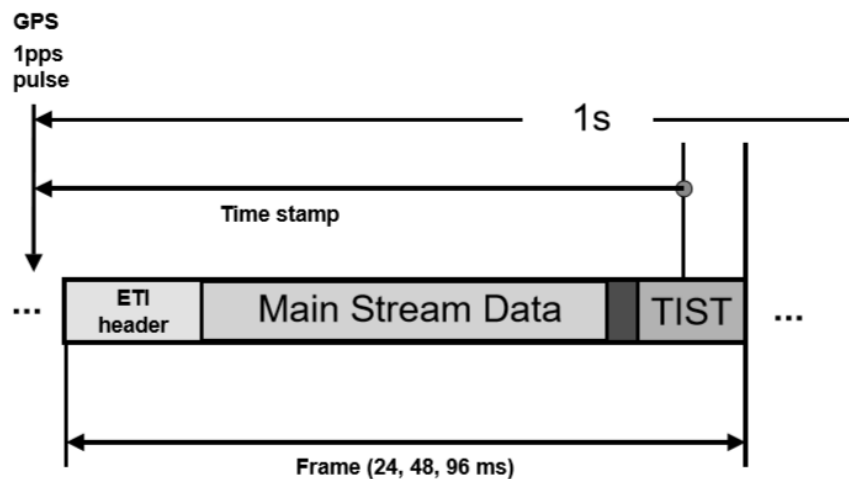 GPS
1pps
pulse
1s
Time stamp
... ETI header Main Stream Data TIST ...
Frame (24, 48, 96 ms)